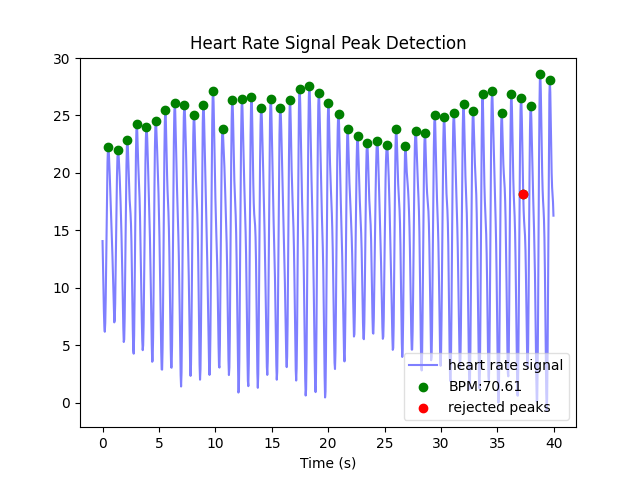 Heart Rate Signal Peak Detection
30
25
20
15
10
5
0
0 5 10 15 20 25 30 35 40
Time (s)
heart rate signal
BPM:70.61
rejected peaks